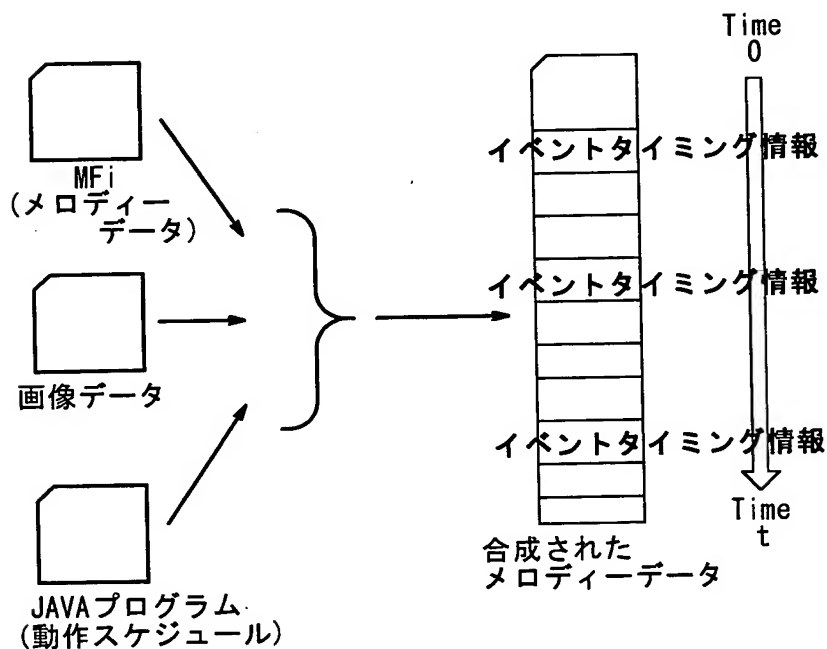 MFi
(メロディー
データ)
画像データ
JAVAプログラム
(動作スケジュール)
イベントタイミング情報
イベントタイミング情報
イベントタイミング情報
合成された
メロディーデータ
Time
0
Time
t